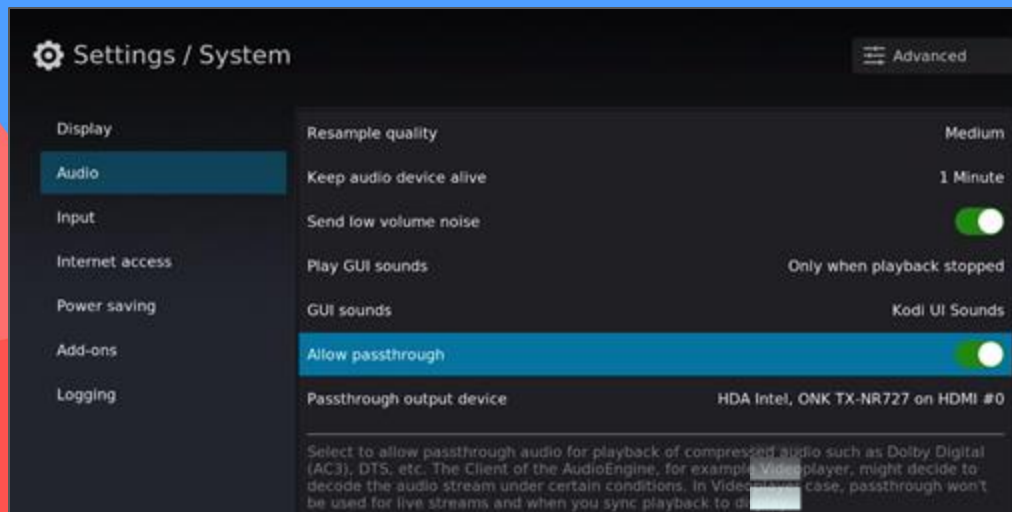 Settings / System
Advanced
Display
Audio
Input
Internet access
Power saving
Add-ons
Logging
Resample quality Medium
Keep audio device alive 1 Minute
Send low volume noise
Play GUI sounds Only when playback stopped
GUI sounds Kodi UI Sounds
Allow passthrough
Passthrough output device HDA Intel, ONK TX-NR727 on HDMI #0
Select to allow passthrough audio for playback of compressed audio such as Dolby Digital
(AC3), DTS, etc. The Client of the AudioEngine, for example Videoplayer, might decide to
decode the audio stream under certain conditions. In Videoplayer case, passthrough won't
be used for live streams and when you sync playback to